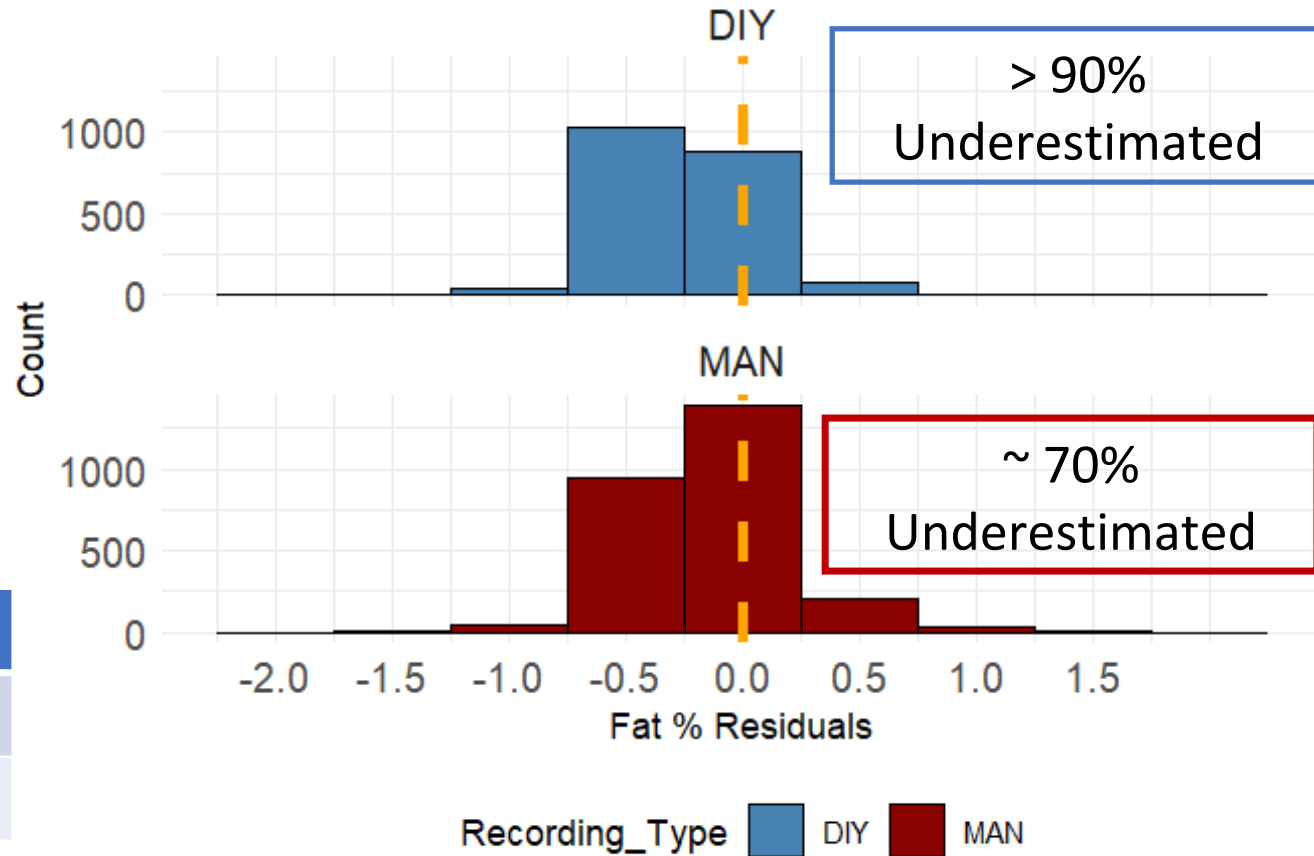 DIY
> 90%
Underestimated
1000
500
0
Count
MAN
~ 70%
Underestimated
1000
500
0
-2.0 -1.5 -1.0 -0.5 0.0 0.5 1.0 1.5
Fat % Residuals
Recording_Type DIY MAN